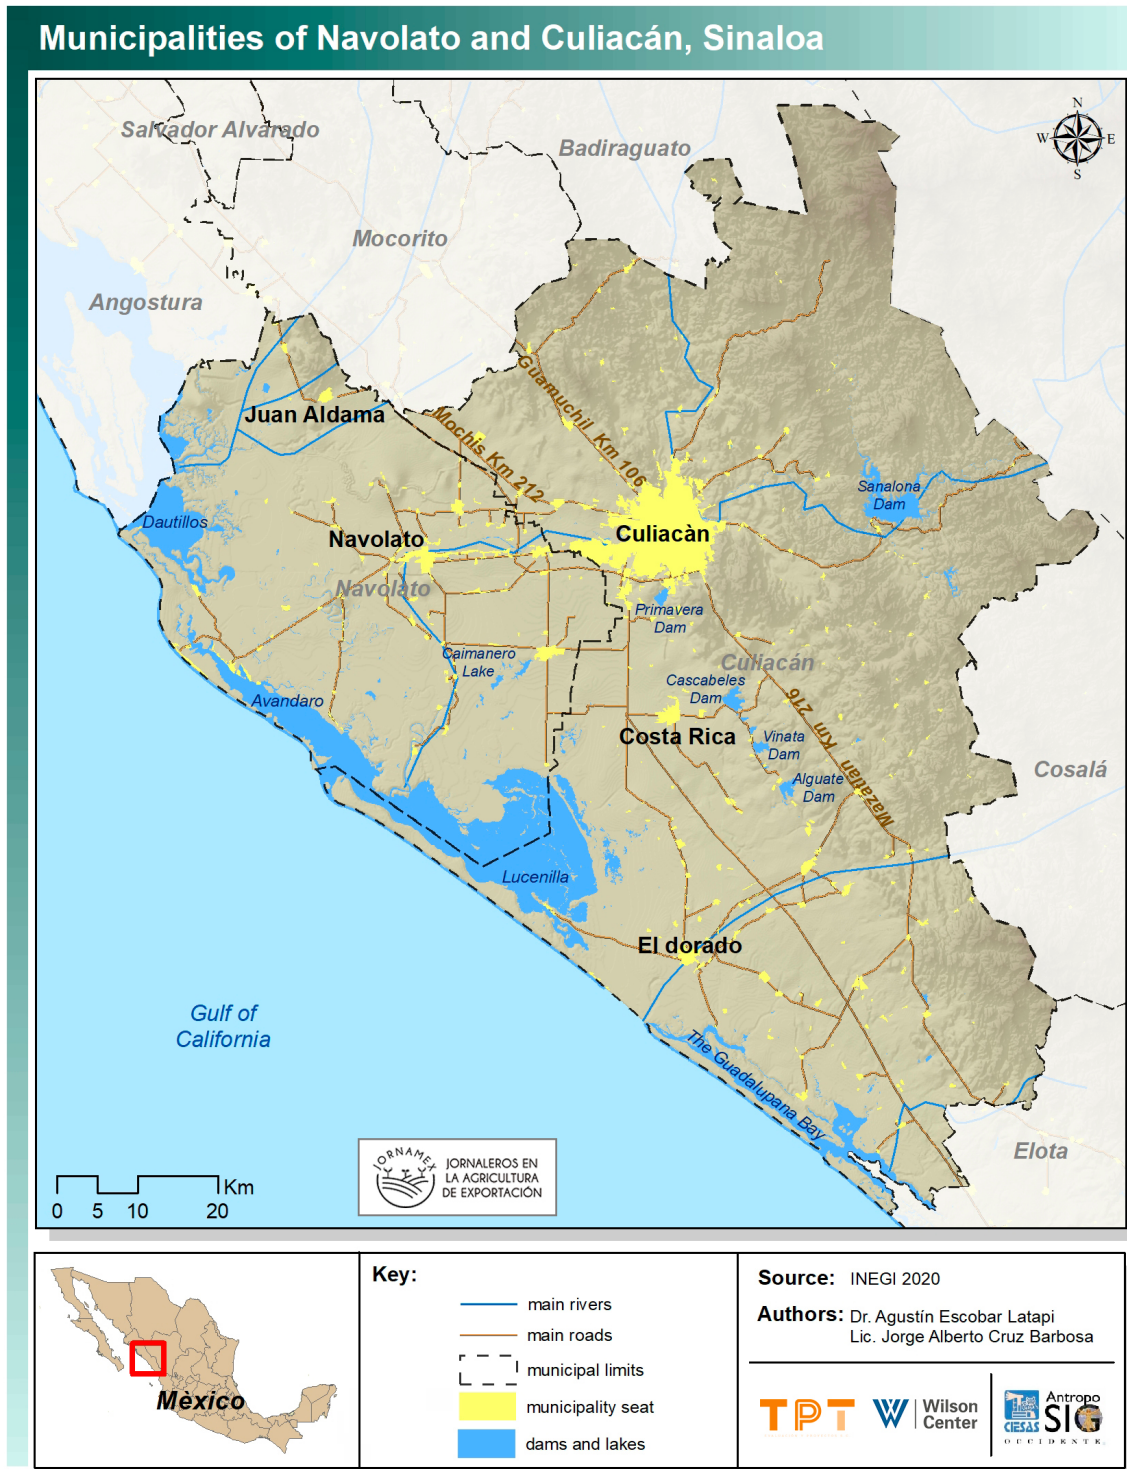 Municipalities of Navolato and Culiacán, Sinaloa
Salvador Alvarado
Badiraguato
N
W
E
S
Mocorito
Angostura
Guamuchil Km 106
Juan Aldama
Mochis Km 212
Sanalona
Dam
Dautillos
Navolato
Culiacàn
Navolato
Primavera
Dam
Caimanero
Lake
Culiacán
Cascabeles
Dam
Avandaro
Mazatlan Km 216
Costa Rica
Vinata
Dam
Cosalá
Alguate
Dam
Lucenilla
El dorado
Gulf of
California
The Guadalupana Bay
Elota
JORNAMEX
JORNALEROS EN
LA AGRICULTURA
DE EXPORTACIÓN
Km
0 5 10 20
Mèxico
Key:
main rivers
main roads
municipal limits
municipality seat
dams and lakes
Source: INEGI 2020
Authors: Dr. Agustín Escobar Latapi
Lic. Jorge Alberto Cruz Barbosa
TPT
Wilson
Center
CIESAS
Antropo
SIG
OCCIDENTE